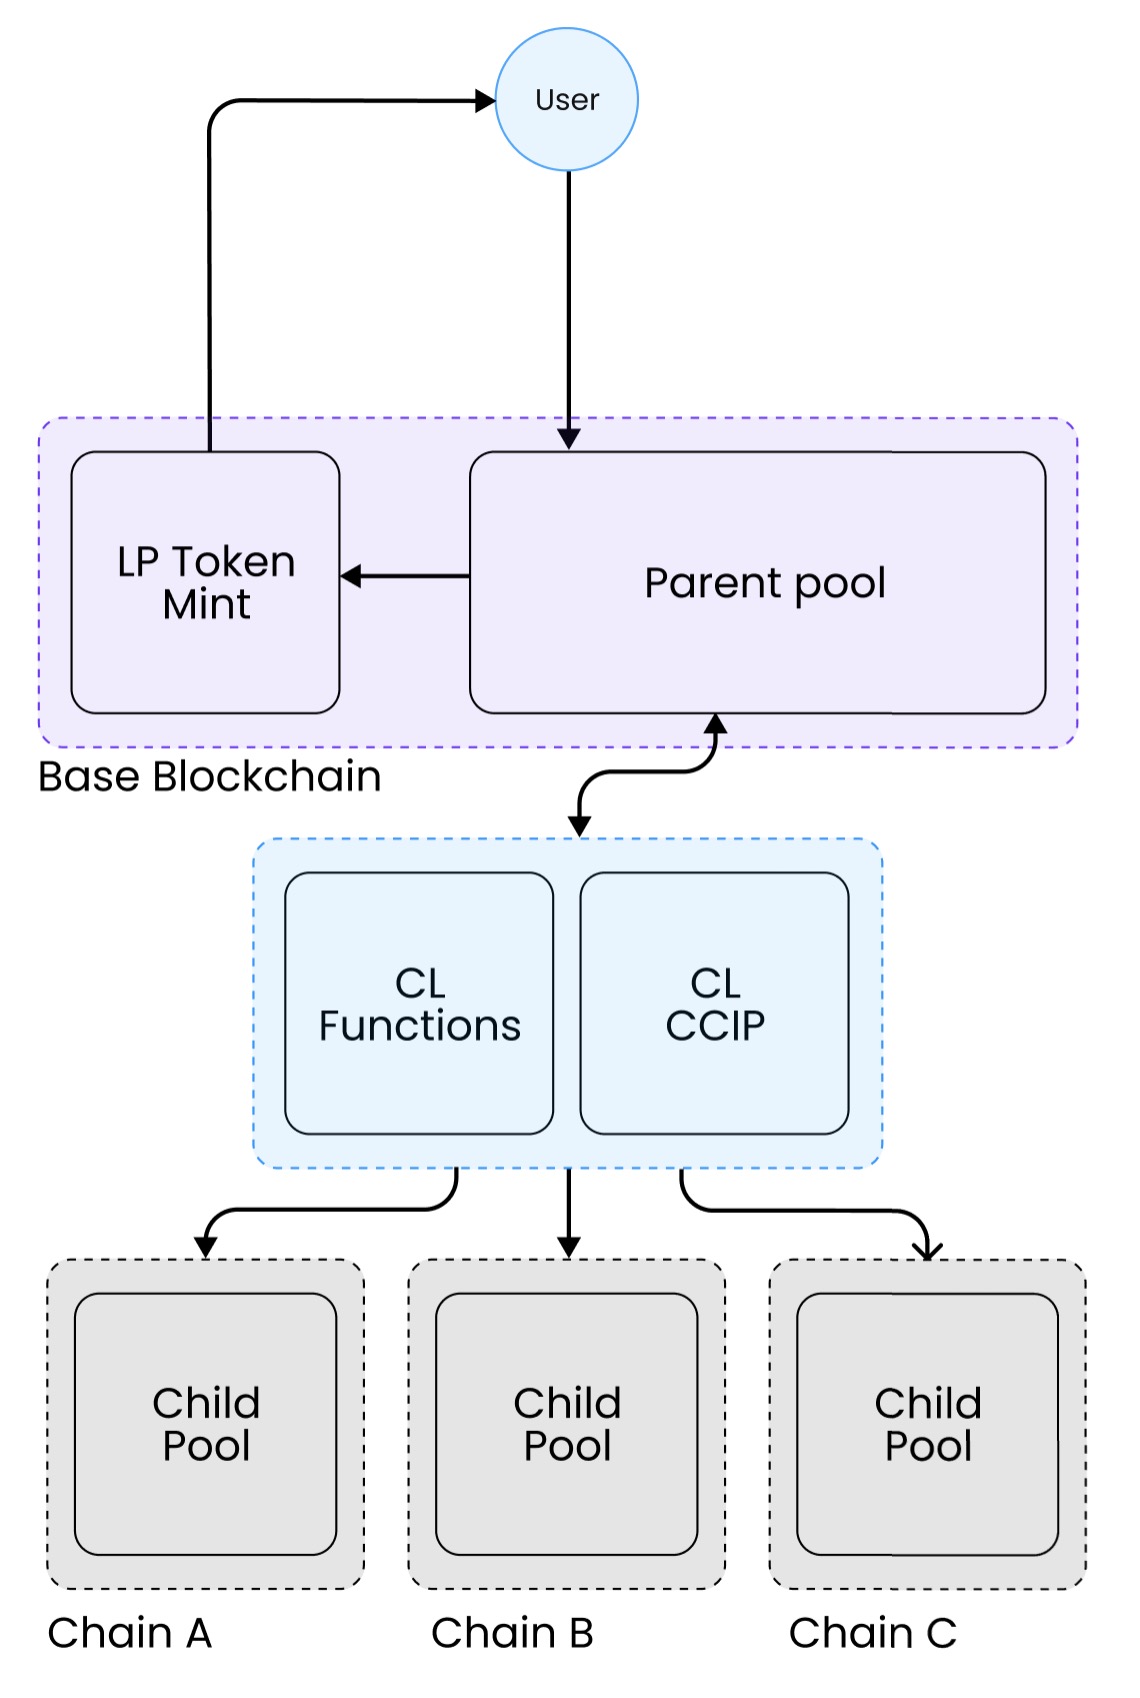 User
LP Token
Mint
Parent pool
Base Blockchain
CL
Functions
CL
CCIP
Child
Pool
Child
Pool
Child
Pool
Chain A
Chain B
Chain C